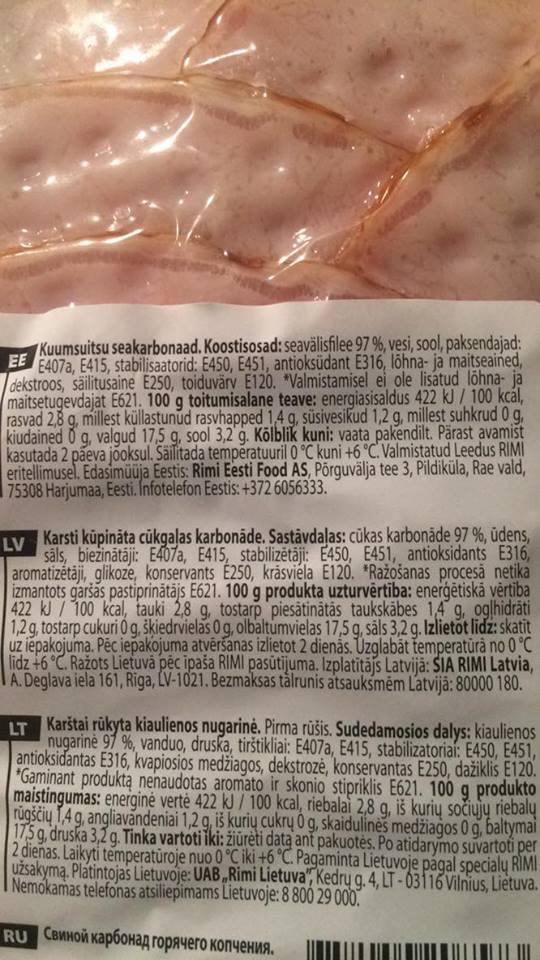 EE Kuumsuitsu seakarbonaad. Koostisosad: seavälisfilee 97 %, vesi, sool, paksendajad:
E407a, E415, stabilisaatorid: E450, E451, antioksüdant E316, lõhna- ja maitseained,
dekstroos, säilitusaine E250, toiduvärv E120. *Valmistamisel ei ole lisatud lõhna- ja
maitsetugevdajat E621. 100 g toitumisalane teave: energiasisaldus 422 kJ / 100 kcal,
rasvad 2,8 g, millest küllastunud rasvhapped 1,4 g, süsivesikud 1,2 g, millest suhkrud 0 g,
kiudained 0 g, valgud 17,5 g, sool 3,2 g. Kõlblik kuni: vaata pakendilt. Pärast avamist
kasutada 2 päeva jooksul. Säilitada temperatuuril 0 °C kuni +6 °C. Valmistatud Leedus RIMI
eritellimusel. Edasimüüja Eestis: Rimi Eesti Food AS, Põrguvälja tee 3, Pildiküla, Rae vald,
75308 Harjumaa, Eesti. Infotelefon Eestis: +372 6056333.
LV Karsti kūpināta cūkgaļas karbonāde. Sastāvdaļas: cūkas karbonāde 97 %, ūdens,
sāls, biezinātāji: E407a, E415, stabilizētāji: E450, E451, antioksidants E316,
aromatizētāji, glikoze, konservants E250, krāsviela E120. *Ražošanas procesā netika
izmantots garšas pastiprinātājs E621. 100 g produkta uzturvērtība: enerģētiskā vērtība
422 kJ / 100 kcal, tauki 2,8 g, tostarp piesātinātās taukskābes 1,4 g, ogļhidrāti
1,2 g, tostarp cukuri 0 g, šķiedrvielas 0 g, olbaltumvielas 17,5 g, sāls 3,2 g. Izlietot līdz: skatīt
uz iepakojuma. Pēc iepakojuma atvēršanas izlietot 2 dienās. Uzglabāt temperatūrā no 0 °C
līdz +6 °C. Ražots Lietuvā pēc īpaša RIMI pasūtījuma. Izplatītājs Latvijā: SIA RIMI Latvia,
A. Deglava iela 161, Rīga, LV-1021. Bezmaksas tālrunis atsauksmēm Latvijā: 80000 180.
LT Karštai rūkyta kiaulienos nugarinė. Pirma rūšis. Sudedamosios dalys: kiaulienos
nugarinė 97 %, vanduo, druska, tirštikliai: E407a, E415, stabilizatoriai: E450, E451,
antioksidantas E316, kvapiosios medžiagos, dekstrozė, konservantas E250, dažiklis E120.
*Gaminant produktą nenaudotas aromato ir skonio stipriklis E621. 100 g produkto
maistingumas: energinė vertė 422 kJ / 100 kcal, riebalai 2,8 g, iš kurių sočiųjų riebalų
rūgščių 1,4 g, angliavandeniai 1,2 g, iš kurių cukrų 0 g, skaidulinės medžiagos 0 g, baltymai
17,5 g, druska 3,2 g. Tinka vartoti iki: žiūrėti datą ant pakuotės. Po atidarymo suvartoti per
2 dienas. Laikyti temperatūroje nuo 0 °C iki +6 °C. Pagaminta Lietuvoje pagal specialų RIMI
užsakymą. Platintojas Lietuvoje: UAB „Rimi Lietuva", Kedrų g. 4, LT - 03116 Vilnius, Lietuva.
Nemokamas telefonas atsiliepimams Lietuvoje: 8 800 29 000.
RU Свиной карбонад горячего копчения.